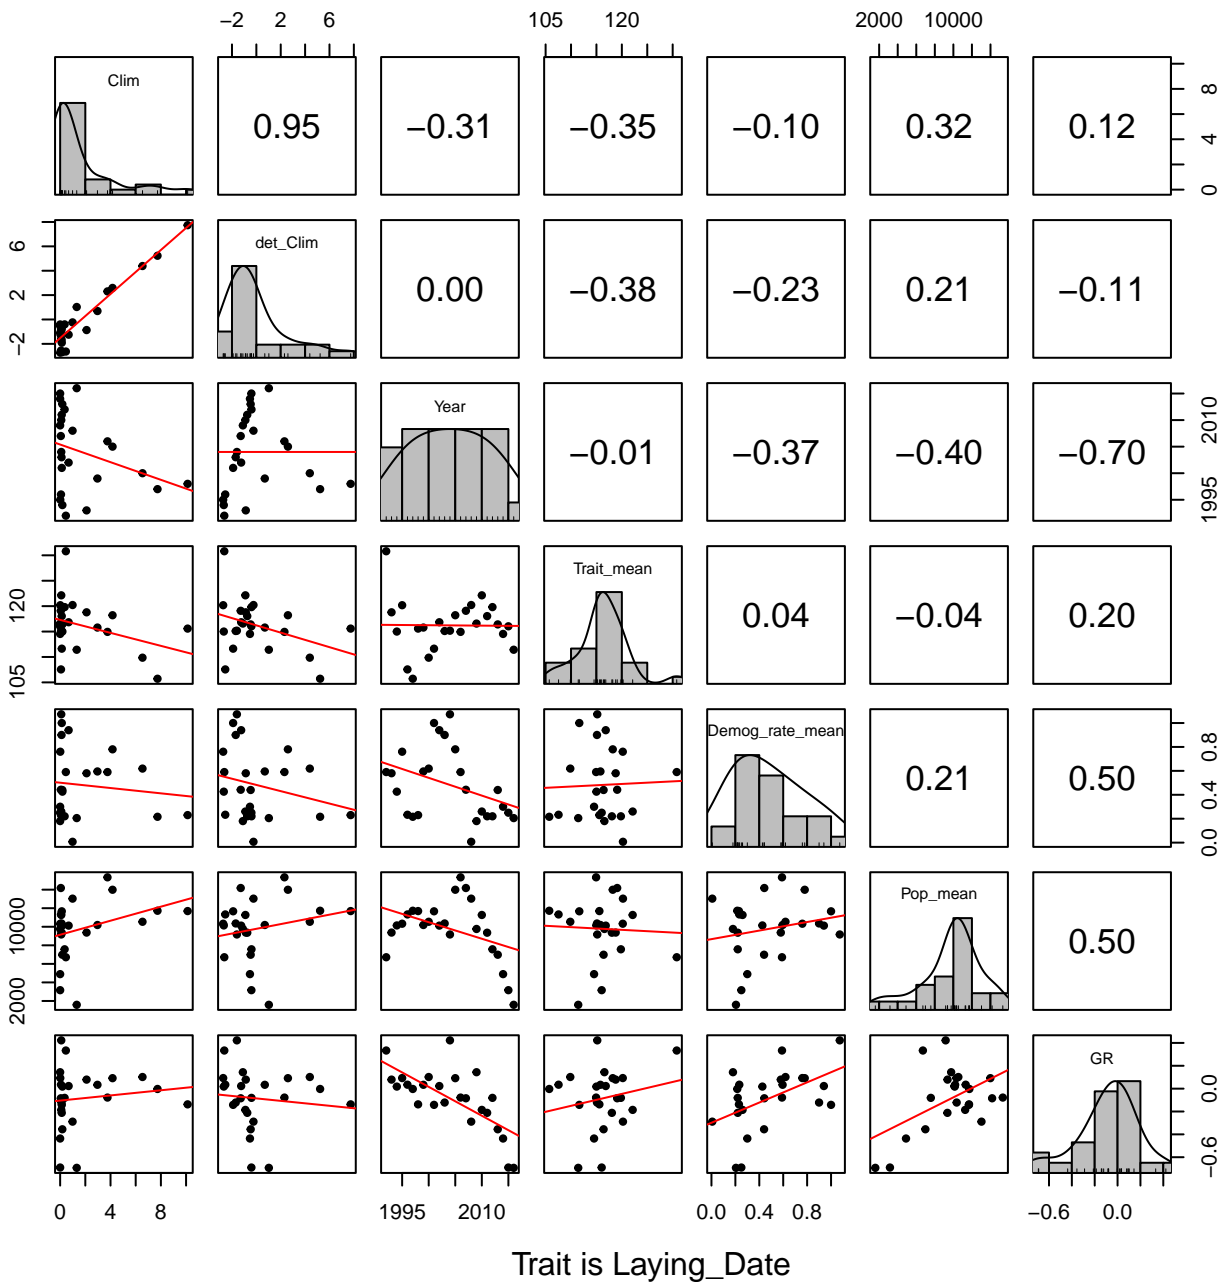 −2 2 6 105 120 2000 10000
Clim 0.95 −0.31 −0.35 −0.10 0.32 0.12 0 4 8
−2 2 6 det_Clim 0.00 −0.38 −0.23 0.21 −0.11
Year −0.01 −0.37 −0.40 −0.70 1995 2010
105 120 Trait_mean 0.04 −0.04 0.20
Demog_rate_mean 0.21 0.50 0.0 0.4 0.8
2000 10000 Pop_mean 0.50
GR −0.6 0.0
0 4 8 1995 2010 0.0 0.4 0.8 −0.6 0.0
Trait is Laying_Date